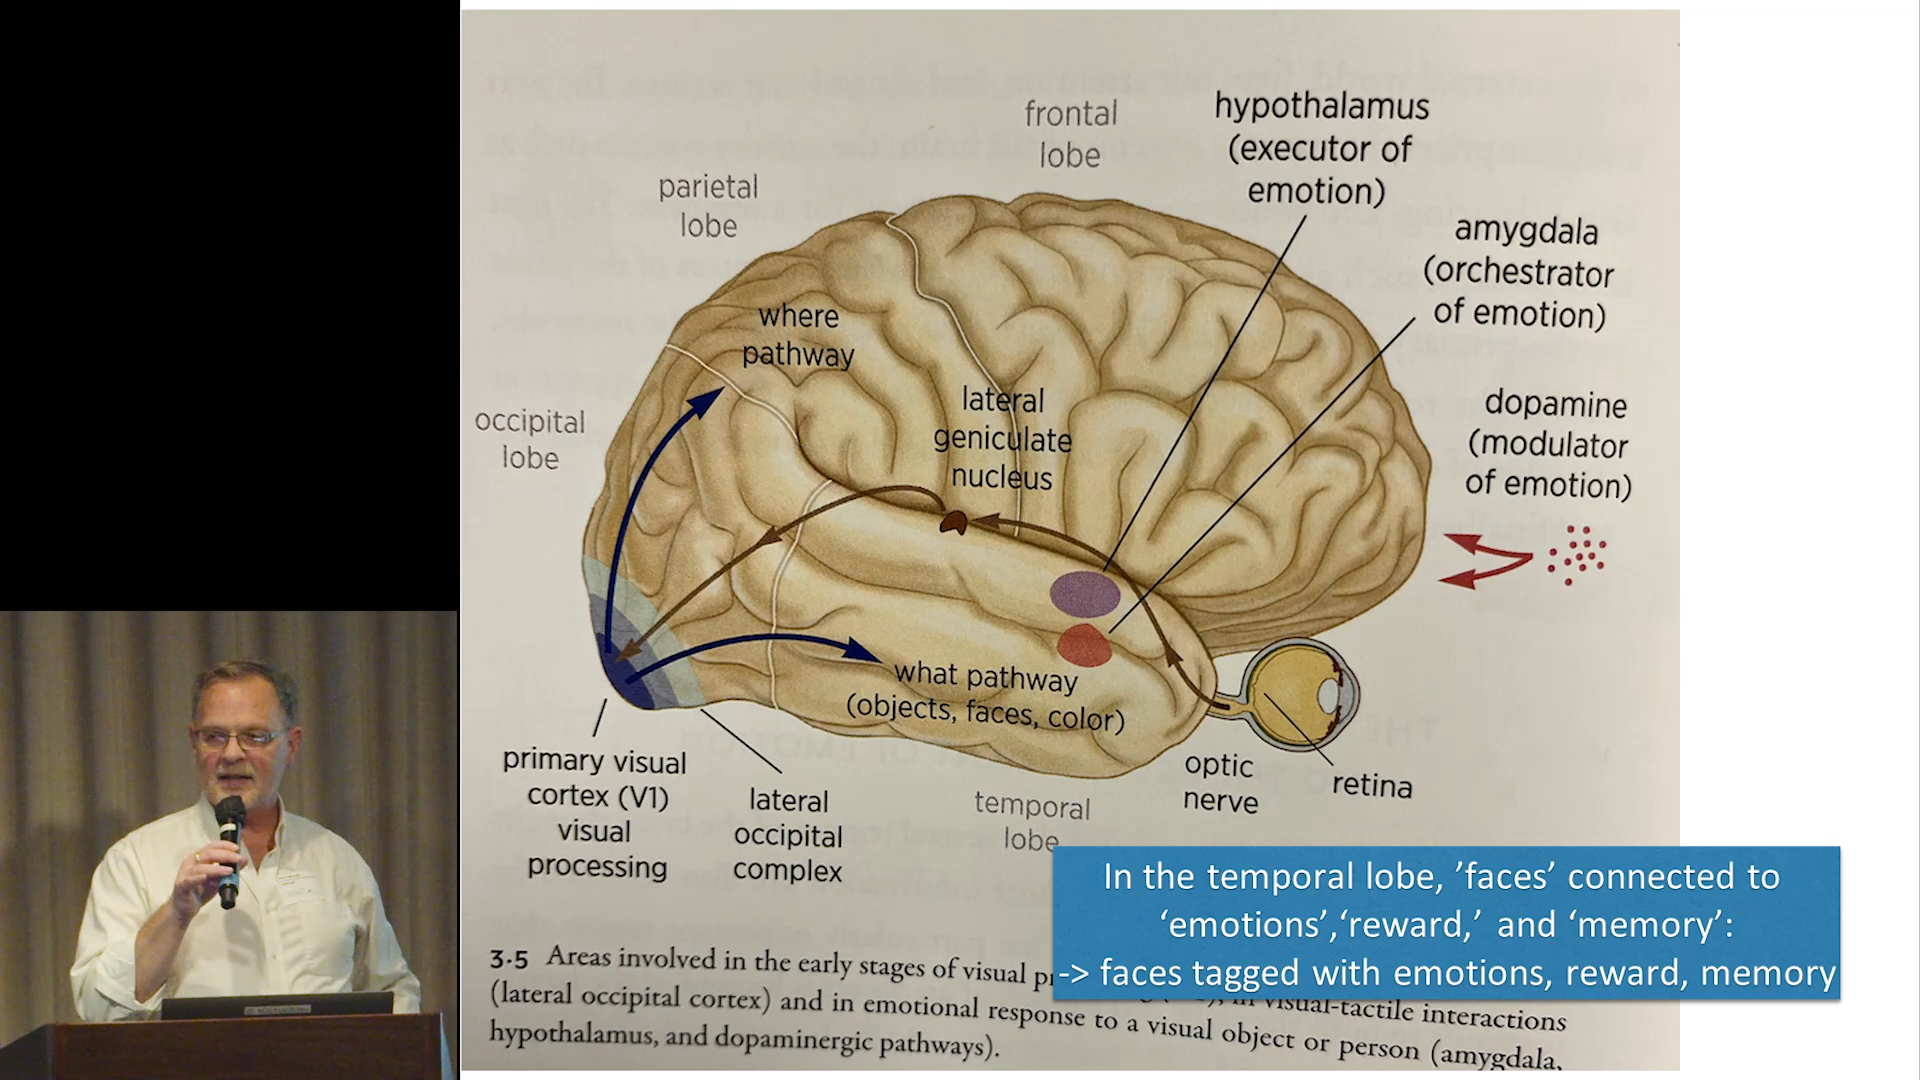 frontal
lobe
hypothalamus
(executor of
emotion)
parietal
lobe
amygdala
(orchestrator
of emotion)
where
pathway
lateral
geniculate
nucleus
occipital
lobe
dopamine
(modulator
of emotion)
what pathway
(objects, faces, color)
primary visual
cortex (V1)
visual
processing
lateral
occipital
complex
temporal
lobe
optic
nerve
retina
In the temporal lobe, ’faces’ connected to
‘emotions’,‘reward,’ and ‘memory’:
-> faces tagged with emotions, reward, memory
3-5 Areas involved in the early stages of visual in visual-tactile interactions
(lateral occipital cortex) and in emotional response to a visual object or person (amygdala,
hypothalamus, and dopaminergic pathways).